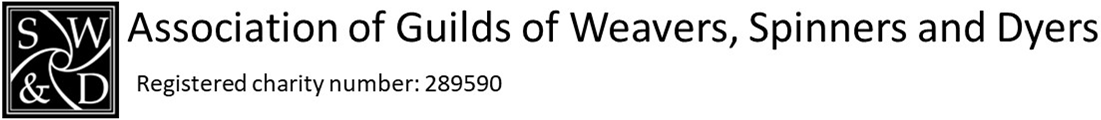 S W
& D
Association of Guilds of Weavers, Spinners and Dyers
Registered charity number: 289590